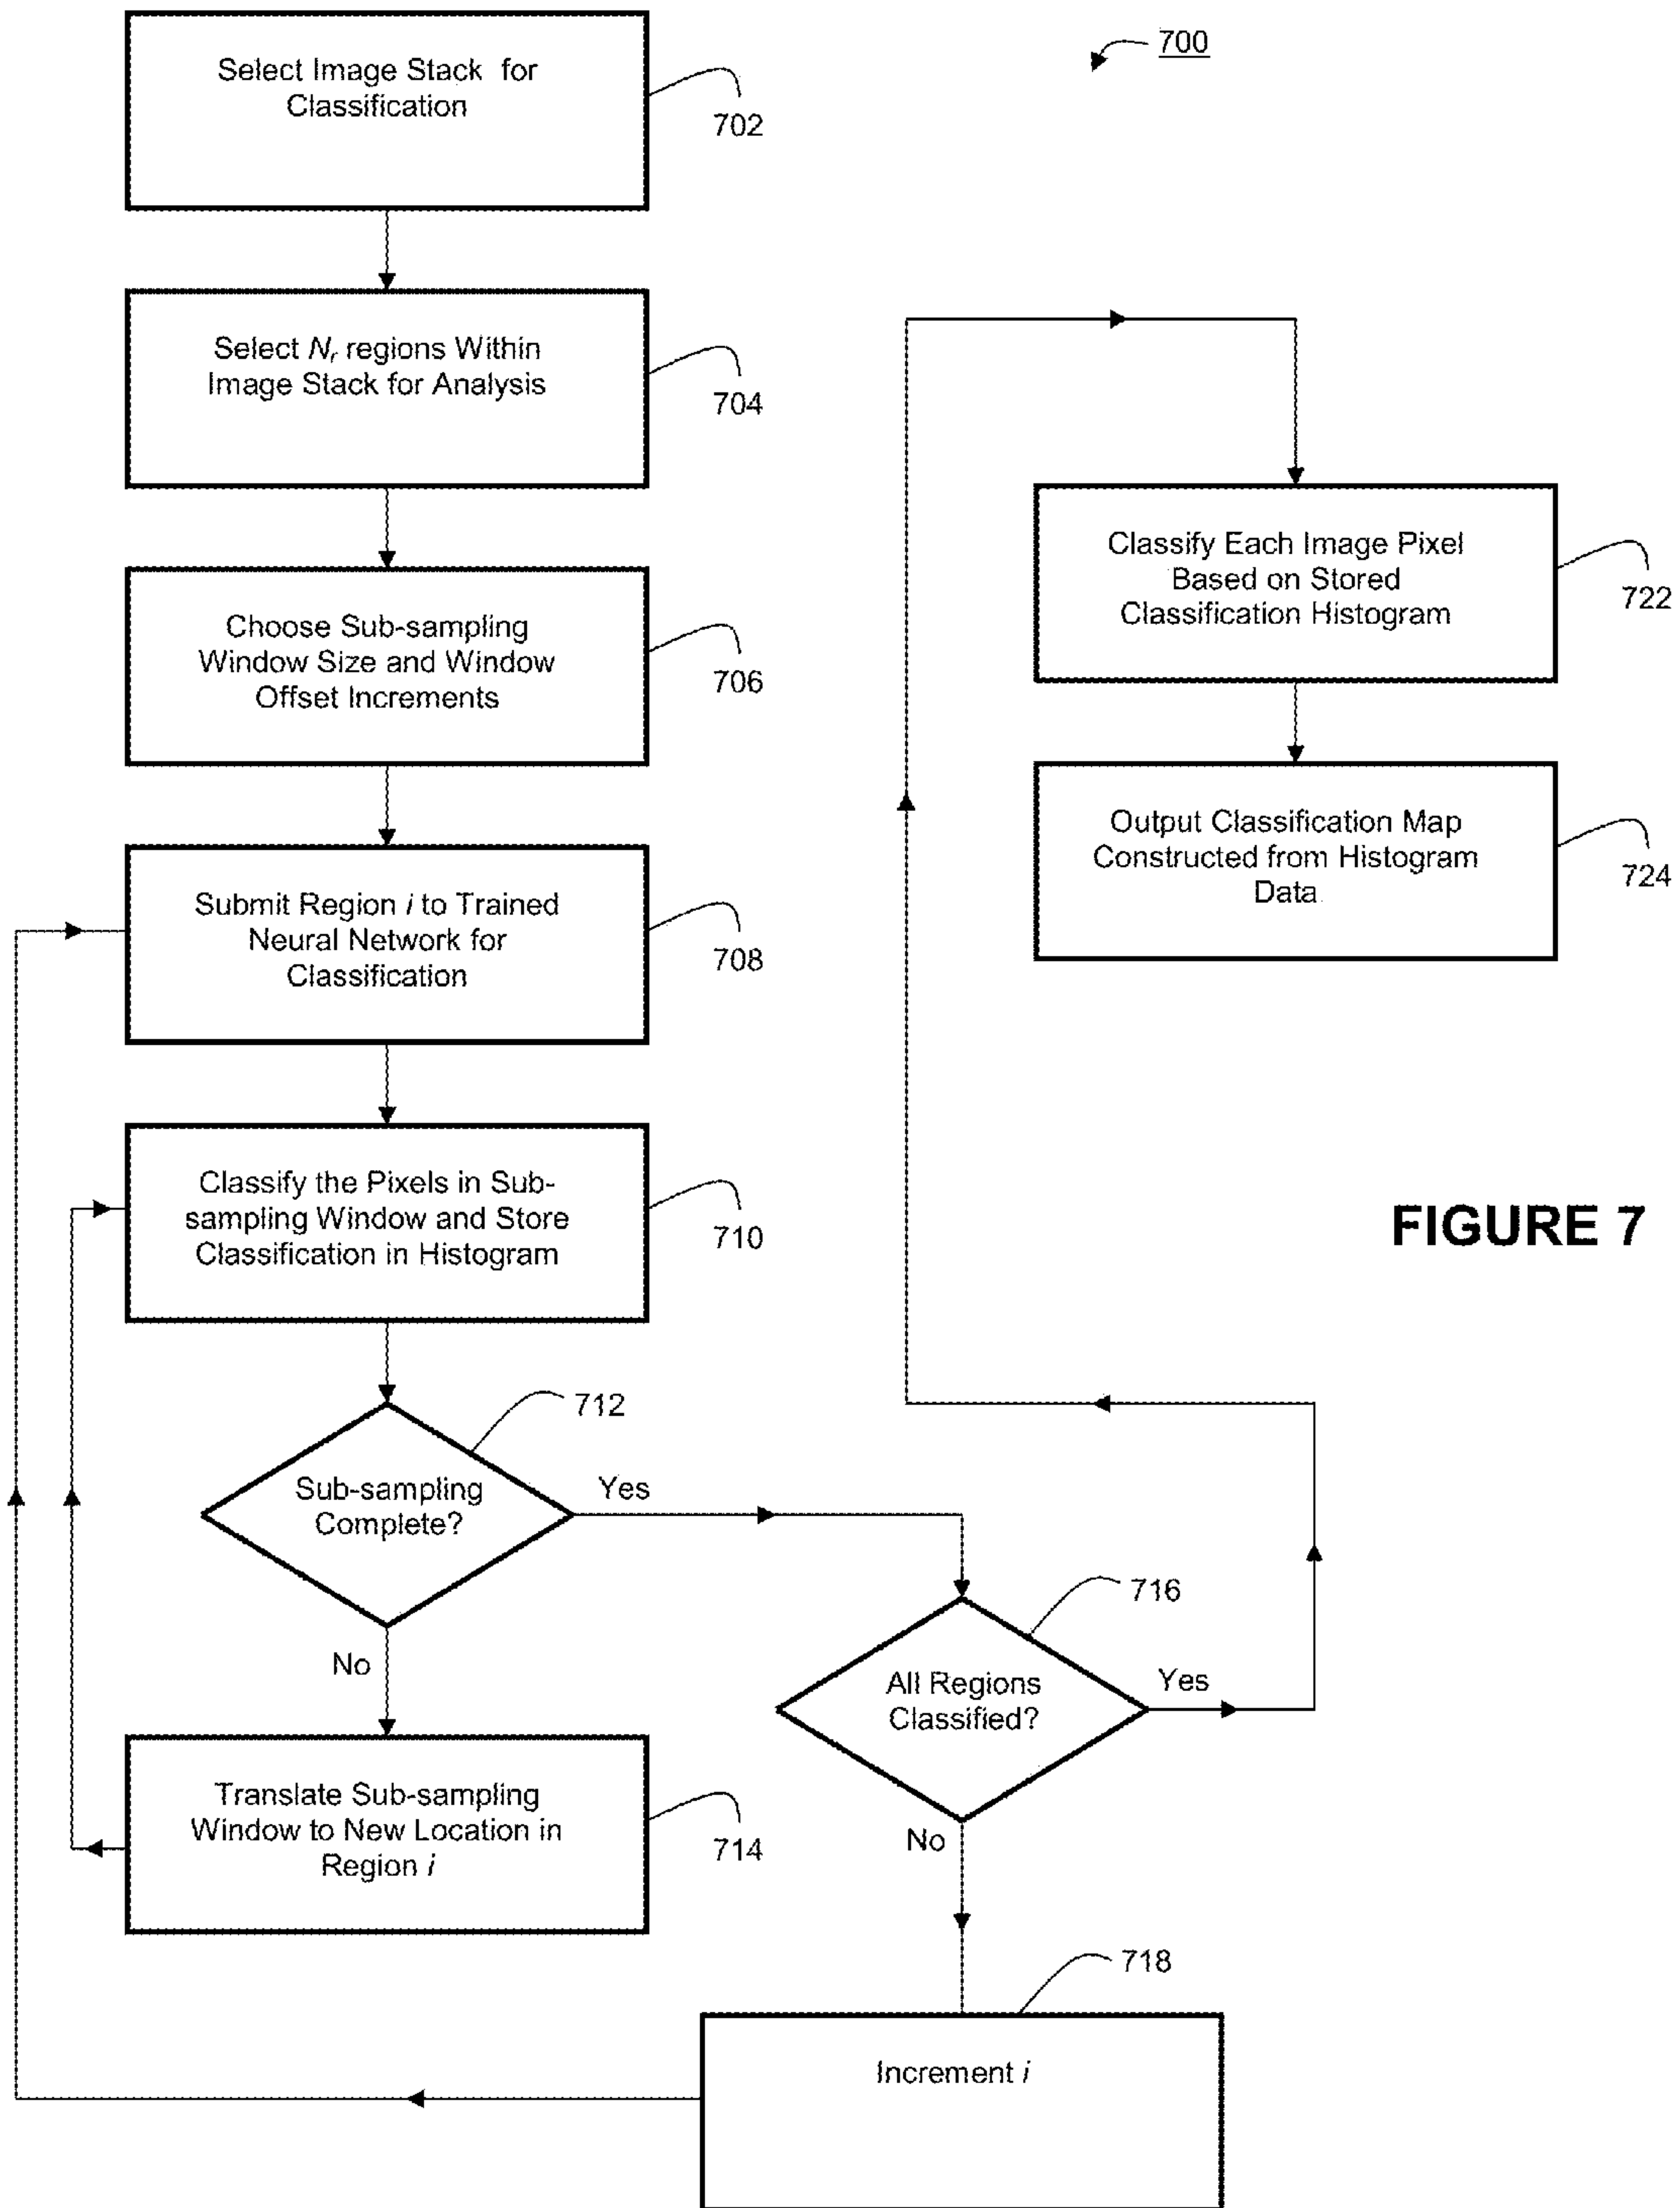 700
Select Image Stack for
Classification
702
Select Nr regions Within
Image Stack for Analysis
704
Choose Sub-sampling
Window Size and Window
Offset Increments
706
Submit Region i to Trained
Neural Network for
Classification
708
Classify the Pixels in Sub-
sampling Window and Store
Classification in Histogram
710
712
Sub-sampling
Complete?
Yes
No
Translate Sub-sampling
Window to New Location in
Region i
714
716
All Regions
Classified?
Yes
No
718
Increment i
Classify Each Image Pixel
Based on Stored
Classification Histogram
722
Output Classification Map
Constructed from Histogram
Data
724
FIGURE 7